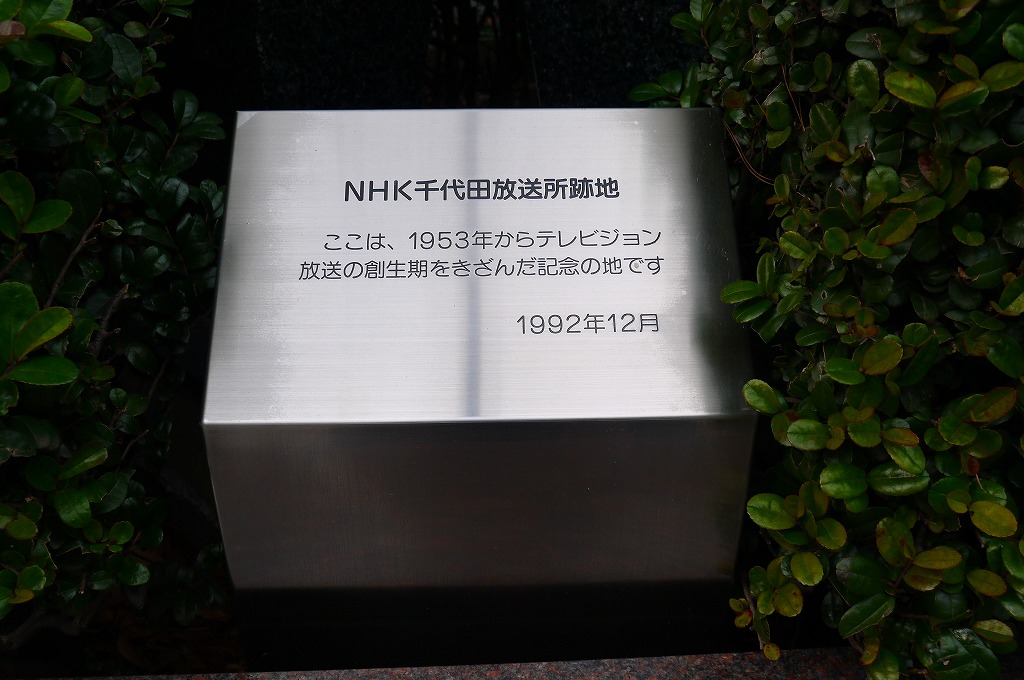 NHK千代田放送所跡地
ここは、1953年からテレビジョン
放送の創生期をきざんだ記念の地です
1992年12月